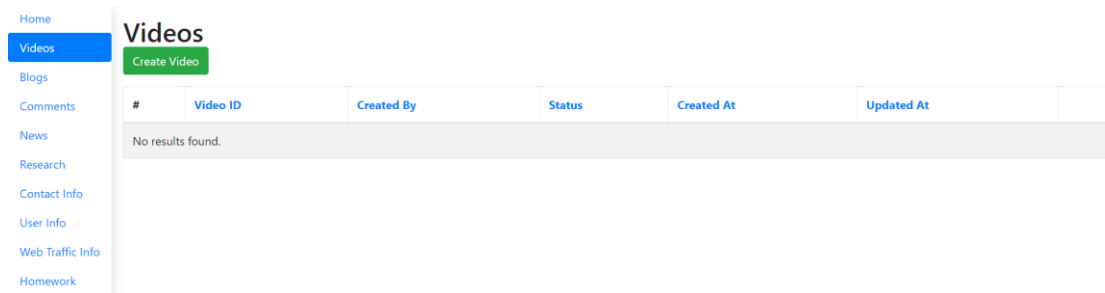 Home
Videos
Blogs
Comments
News
Research
Contact Info
User Info
Web Traffic Info
Homework
Videos
Create Video
# Video ID Created By Status Created At Updated At
No results found.